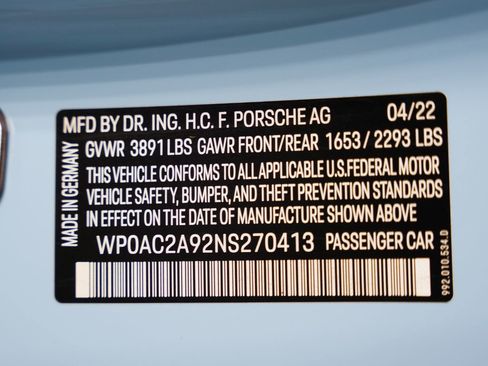 MFD BY DR. ING. H.C. F. PORSCHE AG 04/22
GVWR 3891 LBS GAWR FRONT/REAR 1653 / 2293 LBS
THIS VEHICLE CONFORMS TO ALL APPLICABLE U.S.FEDERAL MOTOR
VEHICLE SAFETY, BUMPER, AND THEFT PREVENTION STANDARDS
IN EFFECT ON THE DATE OF MANUFACTURE SHOWN ABOVE
WP0AC2A92NS270413 PASSENGER CAR
MADE IN GERMANY
992.010.534.D